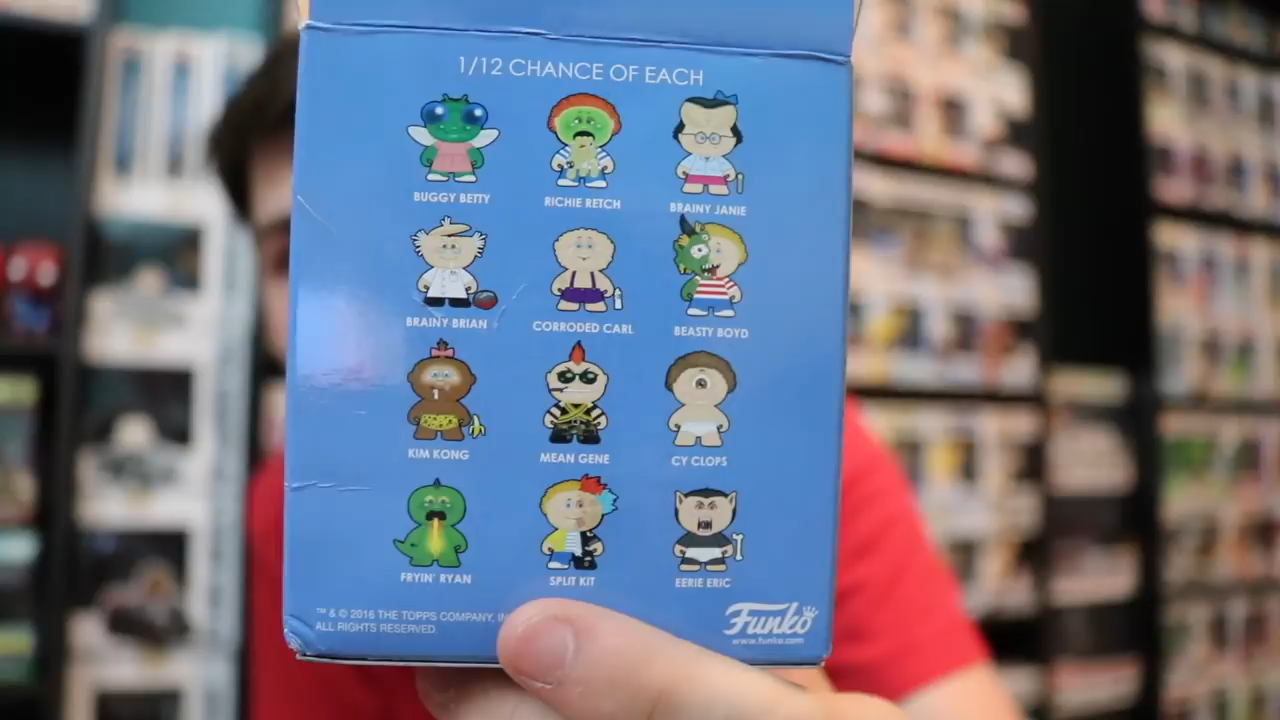 1/12 CHANCE OF EACH
BUGGY BETTY
RICHIE RETCH
BRAINY JANIE
BRAINY BRIAN
CORRODED CARL
BEASTY BOYD
KIM KONG
MEAN GENE
CY CLOPS
FRYIN' RYAN
SPLIT KIT
EERIE ERIC
™ & © 2016 THE TOPPS COMPANY,
ALL RIGHTS RESERVED.
Funko
www.funko.com